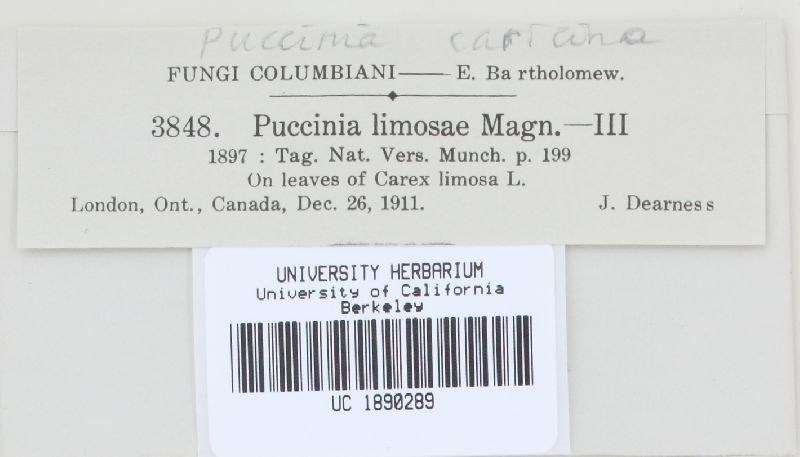 Puccinia caricina
FUNGI COLUMBIANI—E. Bartholomew.
3848. Puccinia limosae Magn.—III
1897 : Tag. Nat. Vers. Munch. p. 199
On leaves of Carex limosa L.
London, Ont., Canada, Dec. 26, 1911. J. Dearness
UNIVERSITY HERBARIUM
University of California
Berkeley
UC 1890289